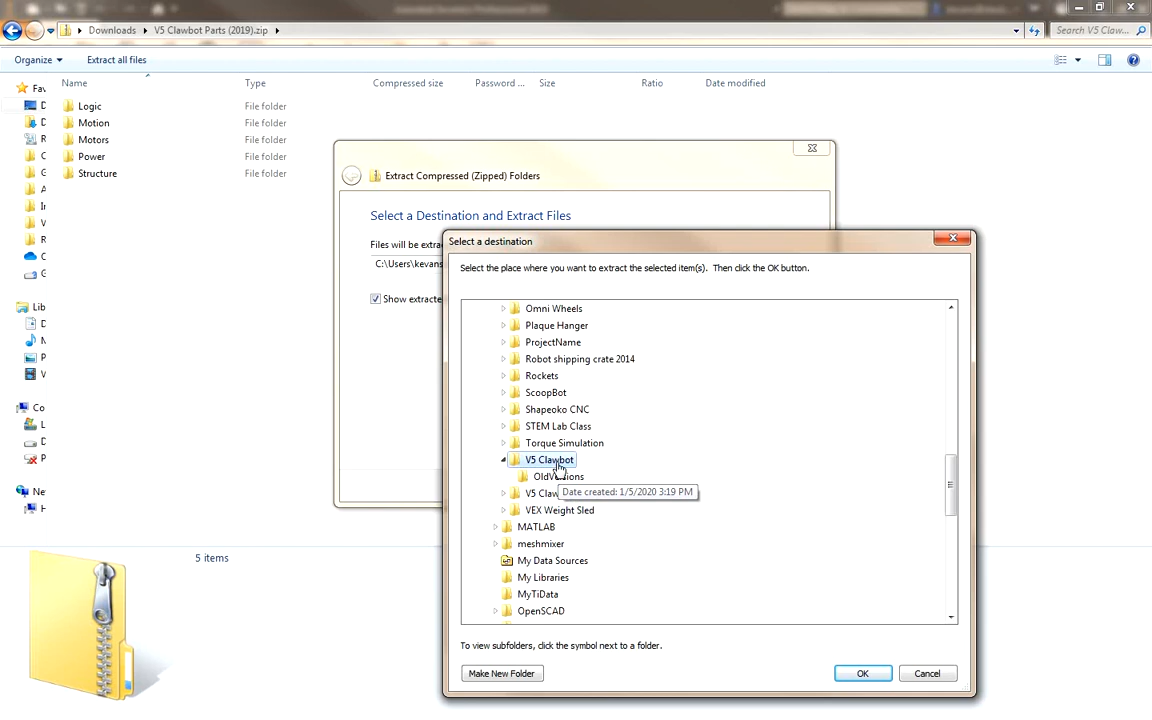 Downloads V5 Clawbot Parts (2019).zip
Search V5 Claw...
Organize Extract all files
Name Type Compressed size Password ... Size Ratio Date modified
Fav
Logic File folder
Motion File folder
Motors File folder
Power File folder
Structure File folder
Lib
Co
Ne
5 items
Extract Compressed (Zipped) Folders
Select a Destination and Extract Files
Files will be extra
C:\Users\kevans
Show extracte
Select a destination
Select the place where you want to extract the selected item(s). Then click the OK button.
Omni Wheels
Plaque Hanger
ProjectName
Robot shipping crate 2014
Rockets
ScoopBot
Shapeoko CNC
STEM Lab Class
Torque Simulation
V5 Clawbot
Date created: 1/5/2020 3:19 PM
V5 Claw
VEX Weight Sled
MATLAB
meshmixer
My Data Sources
My Libraries
MyTiData
OpenSCAD
To view subfolders, click the symbol next to a folder.
Make New Folder OK Cancel